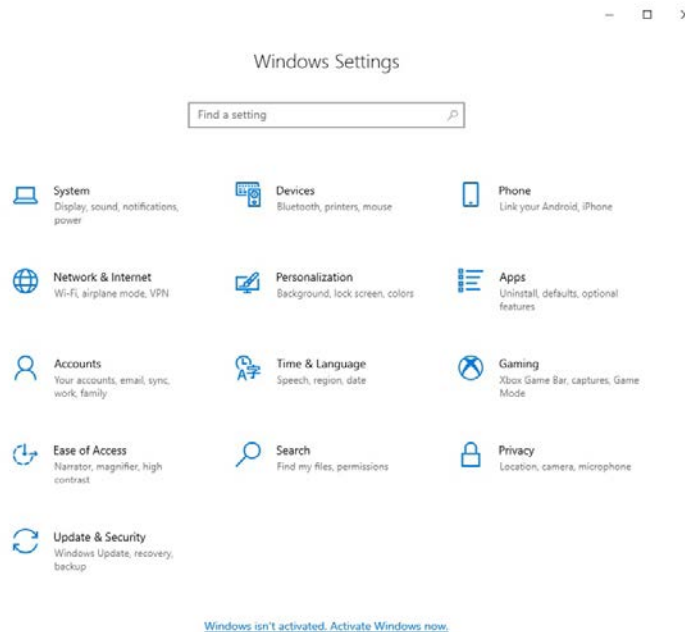 Windows Settings
Find a setting
System
Display, sound, notifications,
power
Devices
Bluetooth, printers, mouse
Phone
Link your Android, iPhone
Network & Internet
Wi-Fi, airplane mode, VPN
Personalization
Background, lock screen, colors
Apps
Uninstall, defaults, optional
features
Accounts
Your accounts, email, sync,
work, family
Time & Language
Speech, region, date
Gaming
Xbox Game Bar, captures, Game
Mode
Ease of Access
Narrator, magnifier, high
contrast
Search
Find my files, permissions
Privacy
Location, camera, microphone
Update & Security
Windows Update, recovery,
backup
Windows isn't activated. Activate Windows now.